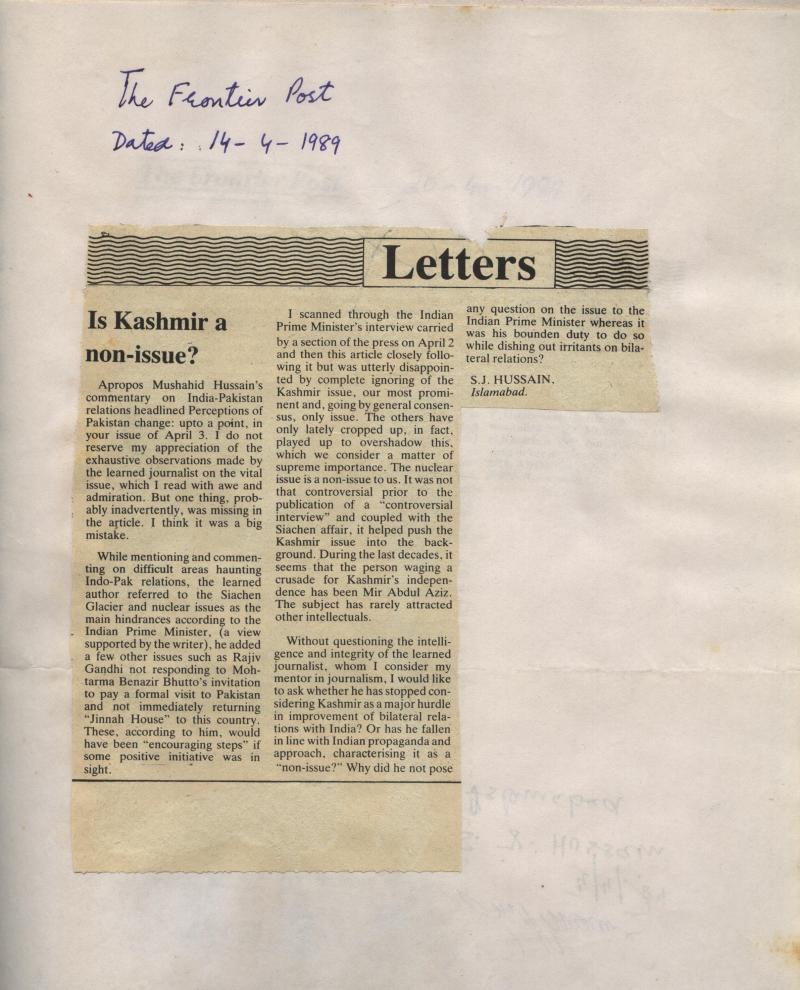 The Frontier Post
Dated: 14-4-1989
Letters
Is Kashmir a
non-issue?
Apropos Mushahid Hussain's
commentary on India-Pakistan
relations headlined Perceptions of
Pakistan change: upto a point, in
your issue of April 3. I do not
reserve my appreciation of the
exhaustive observations made by
the learned journalist on the vital
issue, which I read with awe and
admiration. But one thing, prob-
ably inadvertently, was missing in
the article. I think it was a big
mistake.
While mentioning and commen-
ting on difficult areas haunting
Indo-Pak relations, the learned
author referred to the Siachen
Glacier and nuclear issues as the
main hindrances according to the
Indian Prime Minister, (a view
supported by the writer), he added
a few other issues such as Rajiv
Gandhi not responding to Moh-
tarma Benazir Bhutto's invitation
to pay a formal visit to Pakistan
and not immediately returning
"Jinnah House" to this country.
These, according to him, would
have been "encouraging steps" if
some positive initiative was in
sight.
I scanned through the Indian
Prime Minister's interview carried
by a section of the press on April 2
and then this article closely follo-
wing it but was utterly disappoin-
ted by complete ignoring of the
Kashmir issue, our most promi-
nent and, going by general consen-
sus, only issue. The others have
only lately cropped up, in fact,
played up to overshadow this,
which we consider a matter of
supreme importance. The nuclear
issue is a non-issue to us. It was not
that controversial prior to the
publication of a "controversial
interview" and coupled with the
Siachen affair, it helped push the
Kashmir issue into the back-
ground. During the last decades, it
seems that the person waging a
crusade for Kashmir's indepen-
dence has been Mir Abdul Aziz.
The subject has rarely attracted
other intellectuals.
Without questioning the intelli-
gence and integrity of the learned
journalist, whom I consider my
mentor in journalism, I would like
to ask whether he has stopped con-
sidering Kashmir as a major hurdle
in improvement of bilateral rela-
tions with India? Or has he fallen
in line with Indian propaganda and
approach, characterising it as a
"non-issue?" Why did he not pose
any question on the issue to the
Indian Prime Minister whereas it
was his bounden duty to do so
while dishing out irritants on bila-
teral relations?
S.J. HUSSAIN.
Islamabad.